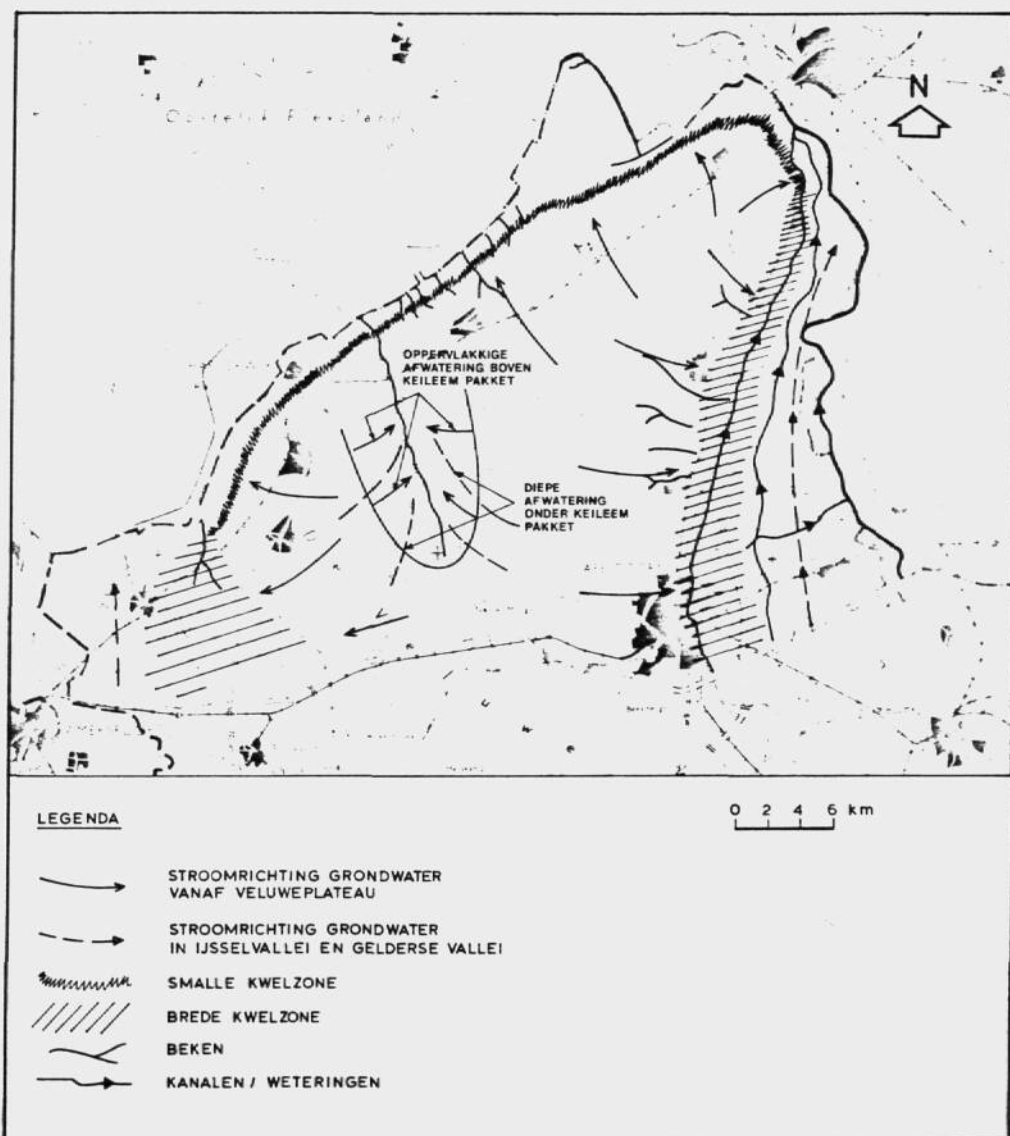 N
OPPERVLAKKIGE
AFWATERING BOVEN
KEILEEM PAKKET
DIEPE
AFWATERING
ONDER KEILEEM
PAKKET
LEGENDA
0 2 4 6 km
STROOMRICHTING GRONDWATER
VANAF VELUWEPLATEAU
STROOMRICHTING GRONDWATER
IN IJSSELVALLEI EN GELDERSE VALLEI
SMALLE KWELZONE
BREDE KWELZONE
BEKEN
KANALEN / WETERINGEN